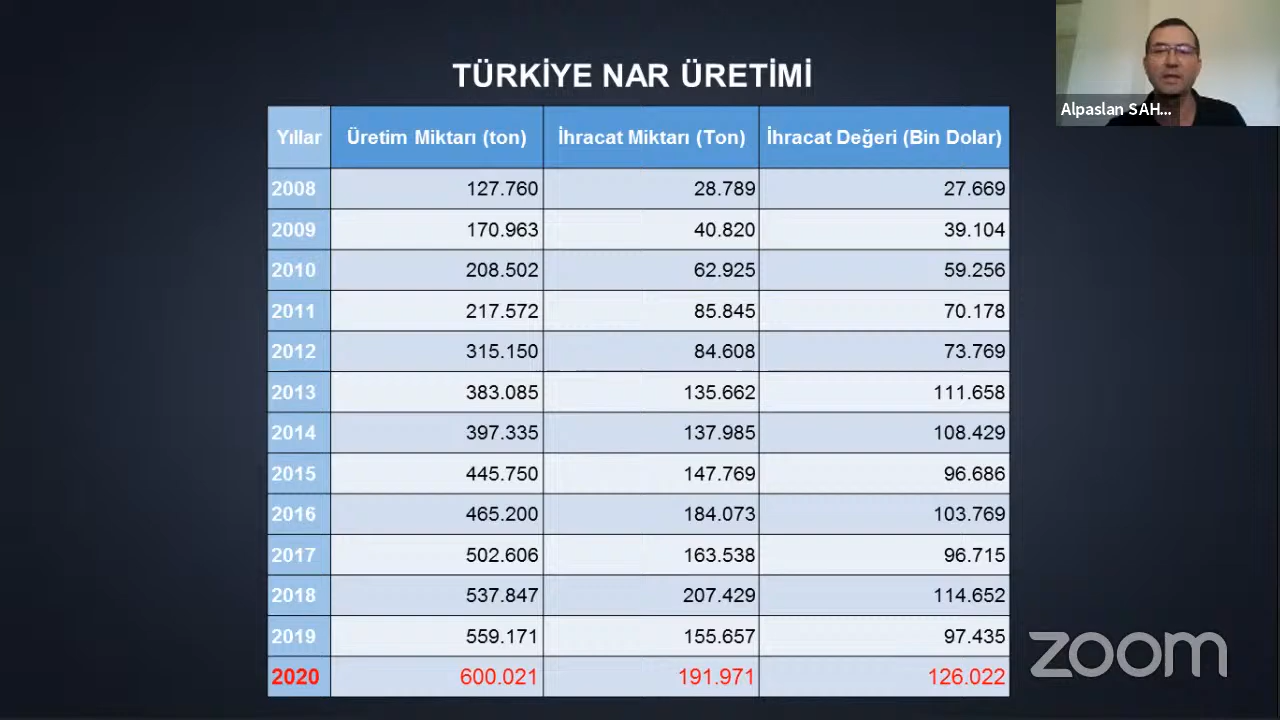 TÜRKİYE NAR ÜRETİMİ
Alpaslan SAH...
Yıllar Üretim Miktarı (ton) İhracat Miktarı (Ton) İhracat Değeri (Bin Dolar)
2008 127.760 28.789 27.669
2009 170.963 40.820 39.104
2010 208.502 62.925 59.256
2011 217.572 85.845 70.178
2012 315.150 84.608 73.769
2013 383.085 135.662 111.658
2014 397.335 137.985 108.429
2015 445.750 147.769 96.686
2016 465.200 184.073 103.769
2017 502.606 163.538 96.715
2018 537.847 207.429 114.652
2019 559.171 155.657 97.435
2020 600.021 191.971 126.022
zoom